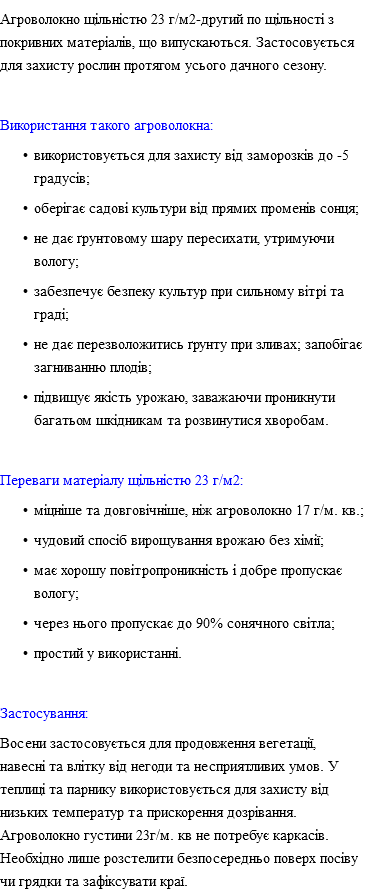 Агроволокно щільністю 23 г/м2-другий по щільності з
покривних матеріалів, що випускаються. Застосовується
для захисту рослин протягом усього дачного сезону.
Використання такого агроволокна:
• використовується для захисту від заморозків до -5
градусів;
• оберігає садові культури від прямих променів сонця;
• не дає ґрунтовому шару пересихати, утримуючи
вологу;
• забезпечує безпеку культур при сильному вітрі та
граді;
• не дає перезволожитись ґрунту при зливах; запобігає
загниванню плодів;
• підвищує якість урожаю, заважаючи проникнути
багатьом шкідникам та розвинутися хворобам.
Переваги матеріалу щільністю 23 г/м2:
• міцніше та довговічніше, ніж агроволокно 17 г/м. кв.;
• чудовий спосіб вирощування врожаю без хімії;
• має хорошу повітропроникність і добре пропускає
вологу;
• через нього пропускає до 90% сонячного світла;
• простий у використанні.
Застосування:
Восени застосовується для продовження вегетації,
навесні та влітку від негоди та несприятливих умов. У
теплиці та парнику використовується для захисту від
низьких температур та прискорення дозрівання.
Агроволокно густини 23г/м. кв не потребує каркасів.
Необхідно лише розстелити безпосередньо поверх посіву
чи грядки та зафіксувати краї.